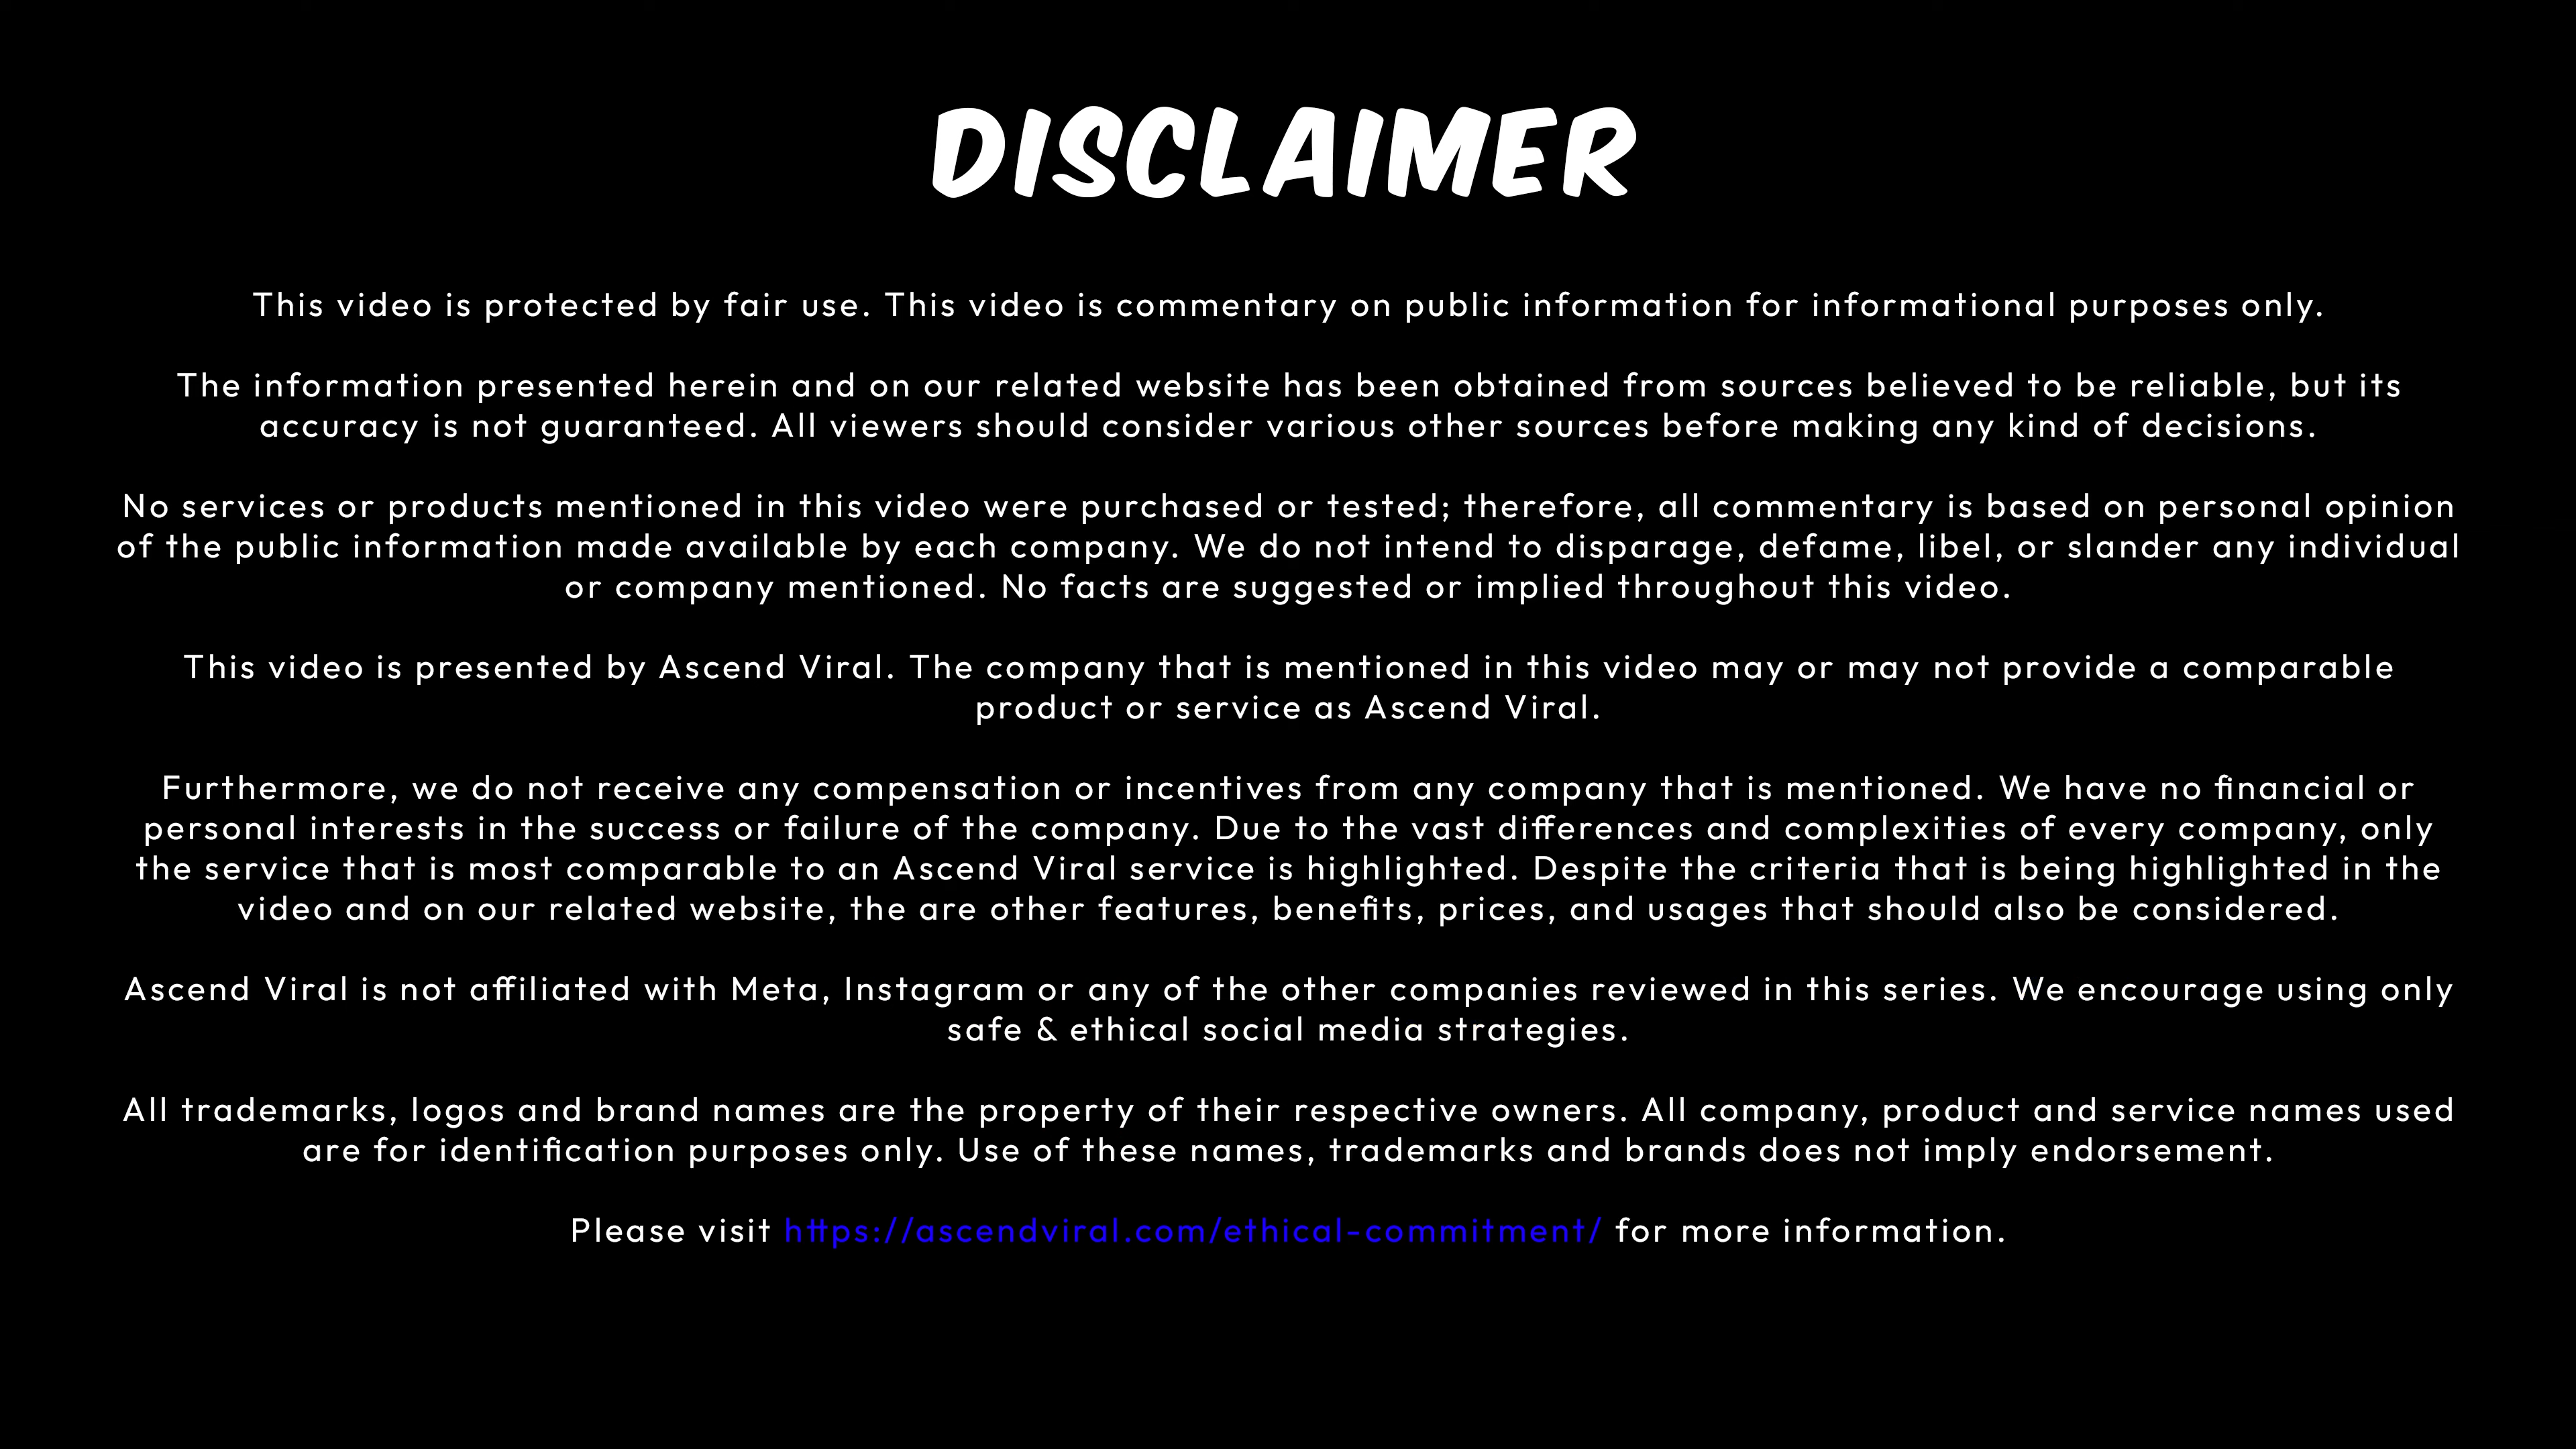 DISCLAIMER
This video is protected by fair use. This video is commentary on public information for informational purposes only.
The information presented herein and on our related website has been obtained from sources believed to be reliable, but its
accuracy is not guaranteed. All viewers should consider various other sources before making any kind of decisions.
No services or products mentioned in this video were purchased or tested; therefore, all commentary is based on personal opinion
of the public information made available by each company. We do not intend to disparage, defame, libel, or slander any individual
or company mentioned. No facts are suggested or implied throughout this video.
This video is presented by Ascend Viral. The company that is mentioned in this video may or may not provide a comparable
product or service as Ascend Viral.
Furthermore, we do not receive any compensation or incentives from any company that is mentioned. We have no financial or
personal interests in the success or failure of the company. Due to the vast differences and complexities of every company, only
the service that is most comparable to an Ascend Viral service is highlighted. Despite the criteria that is being highlighted in the
video and on our related website, the are other features, benefits, prices, and usages that should also be considered.
Ascend Viral is not affiliated with Meta, Instagram or any of the other companies reviewed in this series. We encourage using only
safe & ethical social media strategies.
All trademarks, logos and brand names are the property of their respective owners. All company, product and service names used
are for identification purposes only. Use of these names, trademarks and brands does not imply endorsement.
Please visit https://ascendviral.com/ethical-commitment/ for more information.